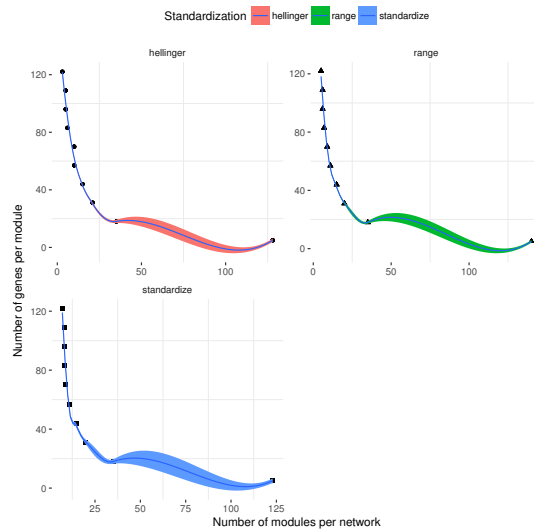 Standardization hellinger range standardize
hellinger
range
120
80
40
0
0 50 100
120
80
40
0
0 50 100
standardize
120
80
40
0
25 50 75 100 125
Number of genes per module
Number of modules per network